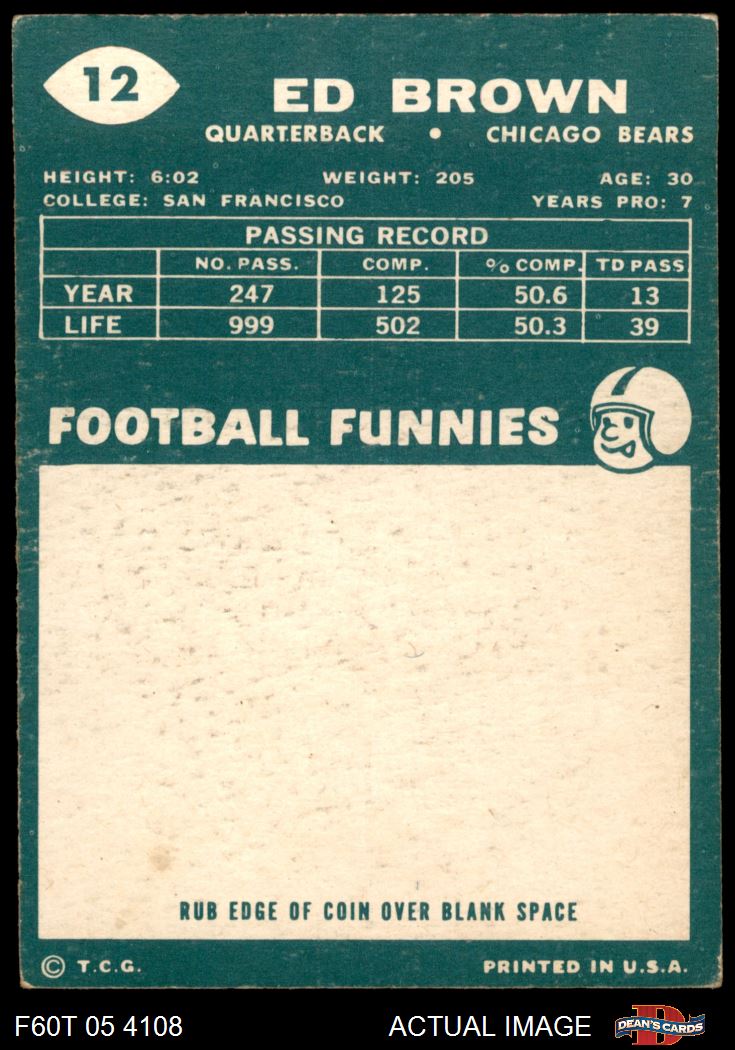 12
ED BROWN
QUARTERBACK • CHICAGO BEARS
HEIGHT: 6:02 WEIGHT: 205 AGE: 30
COLLEGE: SAN FRANCISCO YEARS PRO: 7
PASSING RECORD
NO. PASS. COMP. % COMP. TD PASS
YEAR 247 125 50.6 13
LIFE 999 502 50.3 39
FOOTBALL FUNNIES
RUB EDGE OF COIN OVER BLANK SPACE
© T.C.G. PRINTED IN U.S.A.
F60T 05 4108 ACTUAL IMAGE D DEAN'S CARDS